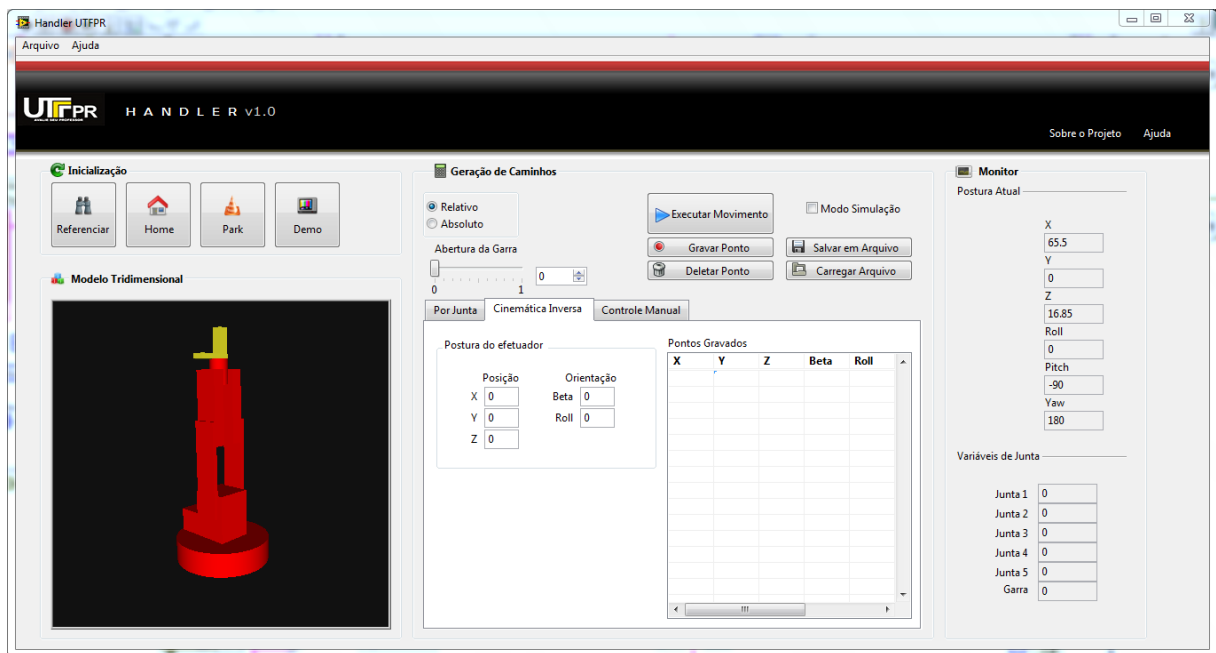 Handler UTFPR
Arquivo Ajuda
UTFPR HANDLER v1.0
Sobre o Projeto Ajuda
Inicialização
Referenciar Home Park Demo
Modelo Tridimensional
Geração de Caminhos
Relativo
Absoluto
Abertura da Garra
0
0 1
Executar Movimento
Modo Simulação
Gravar Ponto Salvar em Arquivo
Deletar Ponto Carregar Arquivo
Por Junta Cinemática Inversa Controle Manual
Postura do efetuador
Posição Orientação
X 0 Beta 0
Y 0 Roll 0
Z 0
Pontos Gravados
X Y Z Beta Roll
Monitor
Postura Atual
X
65.5
Y
0
Z
16.85
Roll
0
Pitch
-90
Yaw
180
Variáveis de Junta
Junta 1 0
Junta 2 0
Junta 3 0
Junta 4 0
Junta 5 0
Garra 0